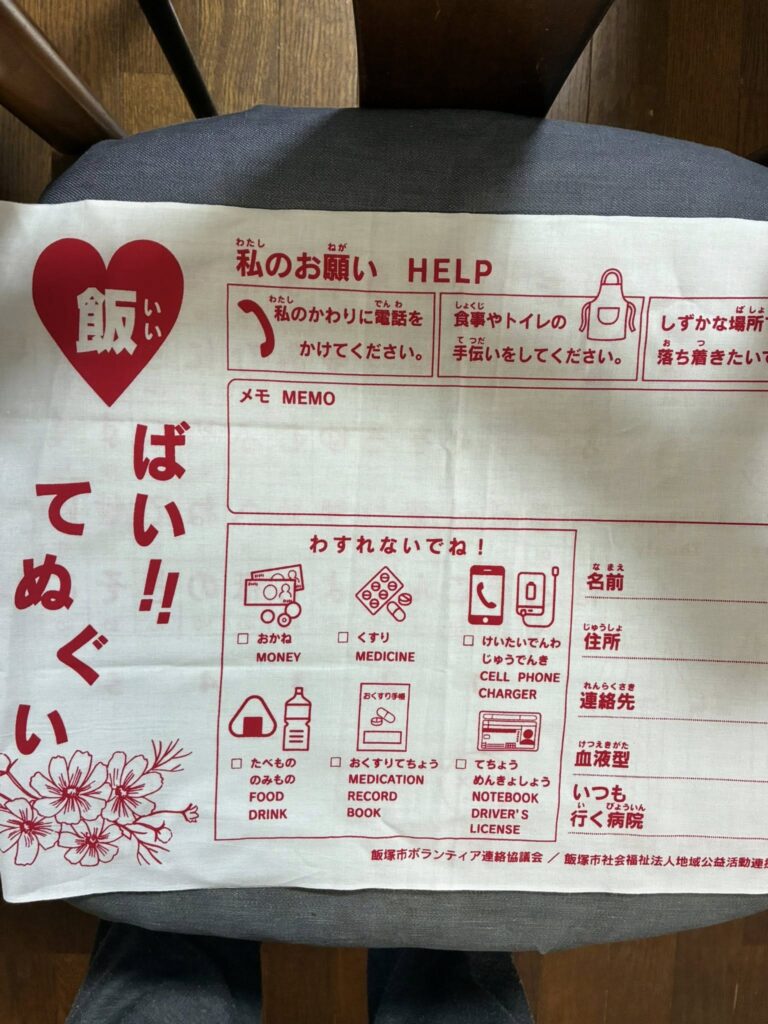 飯
いい
ばい!!
てぬぐい
わたし ねが
私のお願い HELP
わたし でんわ
私のかわりに電話を
かけてください。
しょくじ
食事やトイレの
てつだ
手伝いをしてください。
ばしょ
しずかな場所
お つ
落ち着きたい
メモ MEMO
わすれないでね!
□ おかね
MONEY
□ くすり
MEDICINE
□ けいたいでんわ
じゅうでんき
CELL PHONE
CHARGER
おくすり手帳
□ たべもの
のみもの
FOOD
DRINK
□ おくすりてちょう
MEDICATION
RECORD
BOOK
□ てちょう
めんきょしょう
NOTEBOOK
DRIVER'S
LICENSE
なまえ
名前
じゅうしょ
住所
れんらくさき
連絡先
けつえきがた
血液型
いつも
い びょういん
行く病院
飯塚市ボランティア連絡協議会 / 飯塚市社会福祉法人地域公益活動連